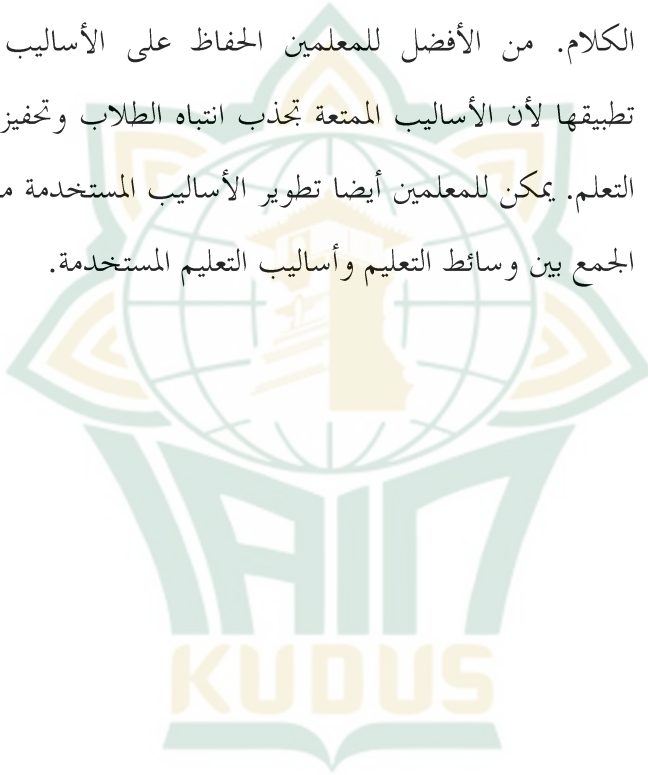 الكلام. من الأفضل للمعلمين الحفاظ على الأساليب
تطبيقها لأن الأساليب الممتعة تجذب انتباه الطلاب وتحفيز
التعلم. يمكن للمعلمين أيضا تطوير الأساليب المستخدمة
الجمع بين وسائط التعليم وأساليب التعليم المستخدمة.
IAIN
KUDUS